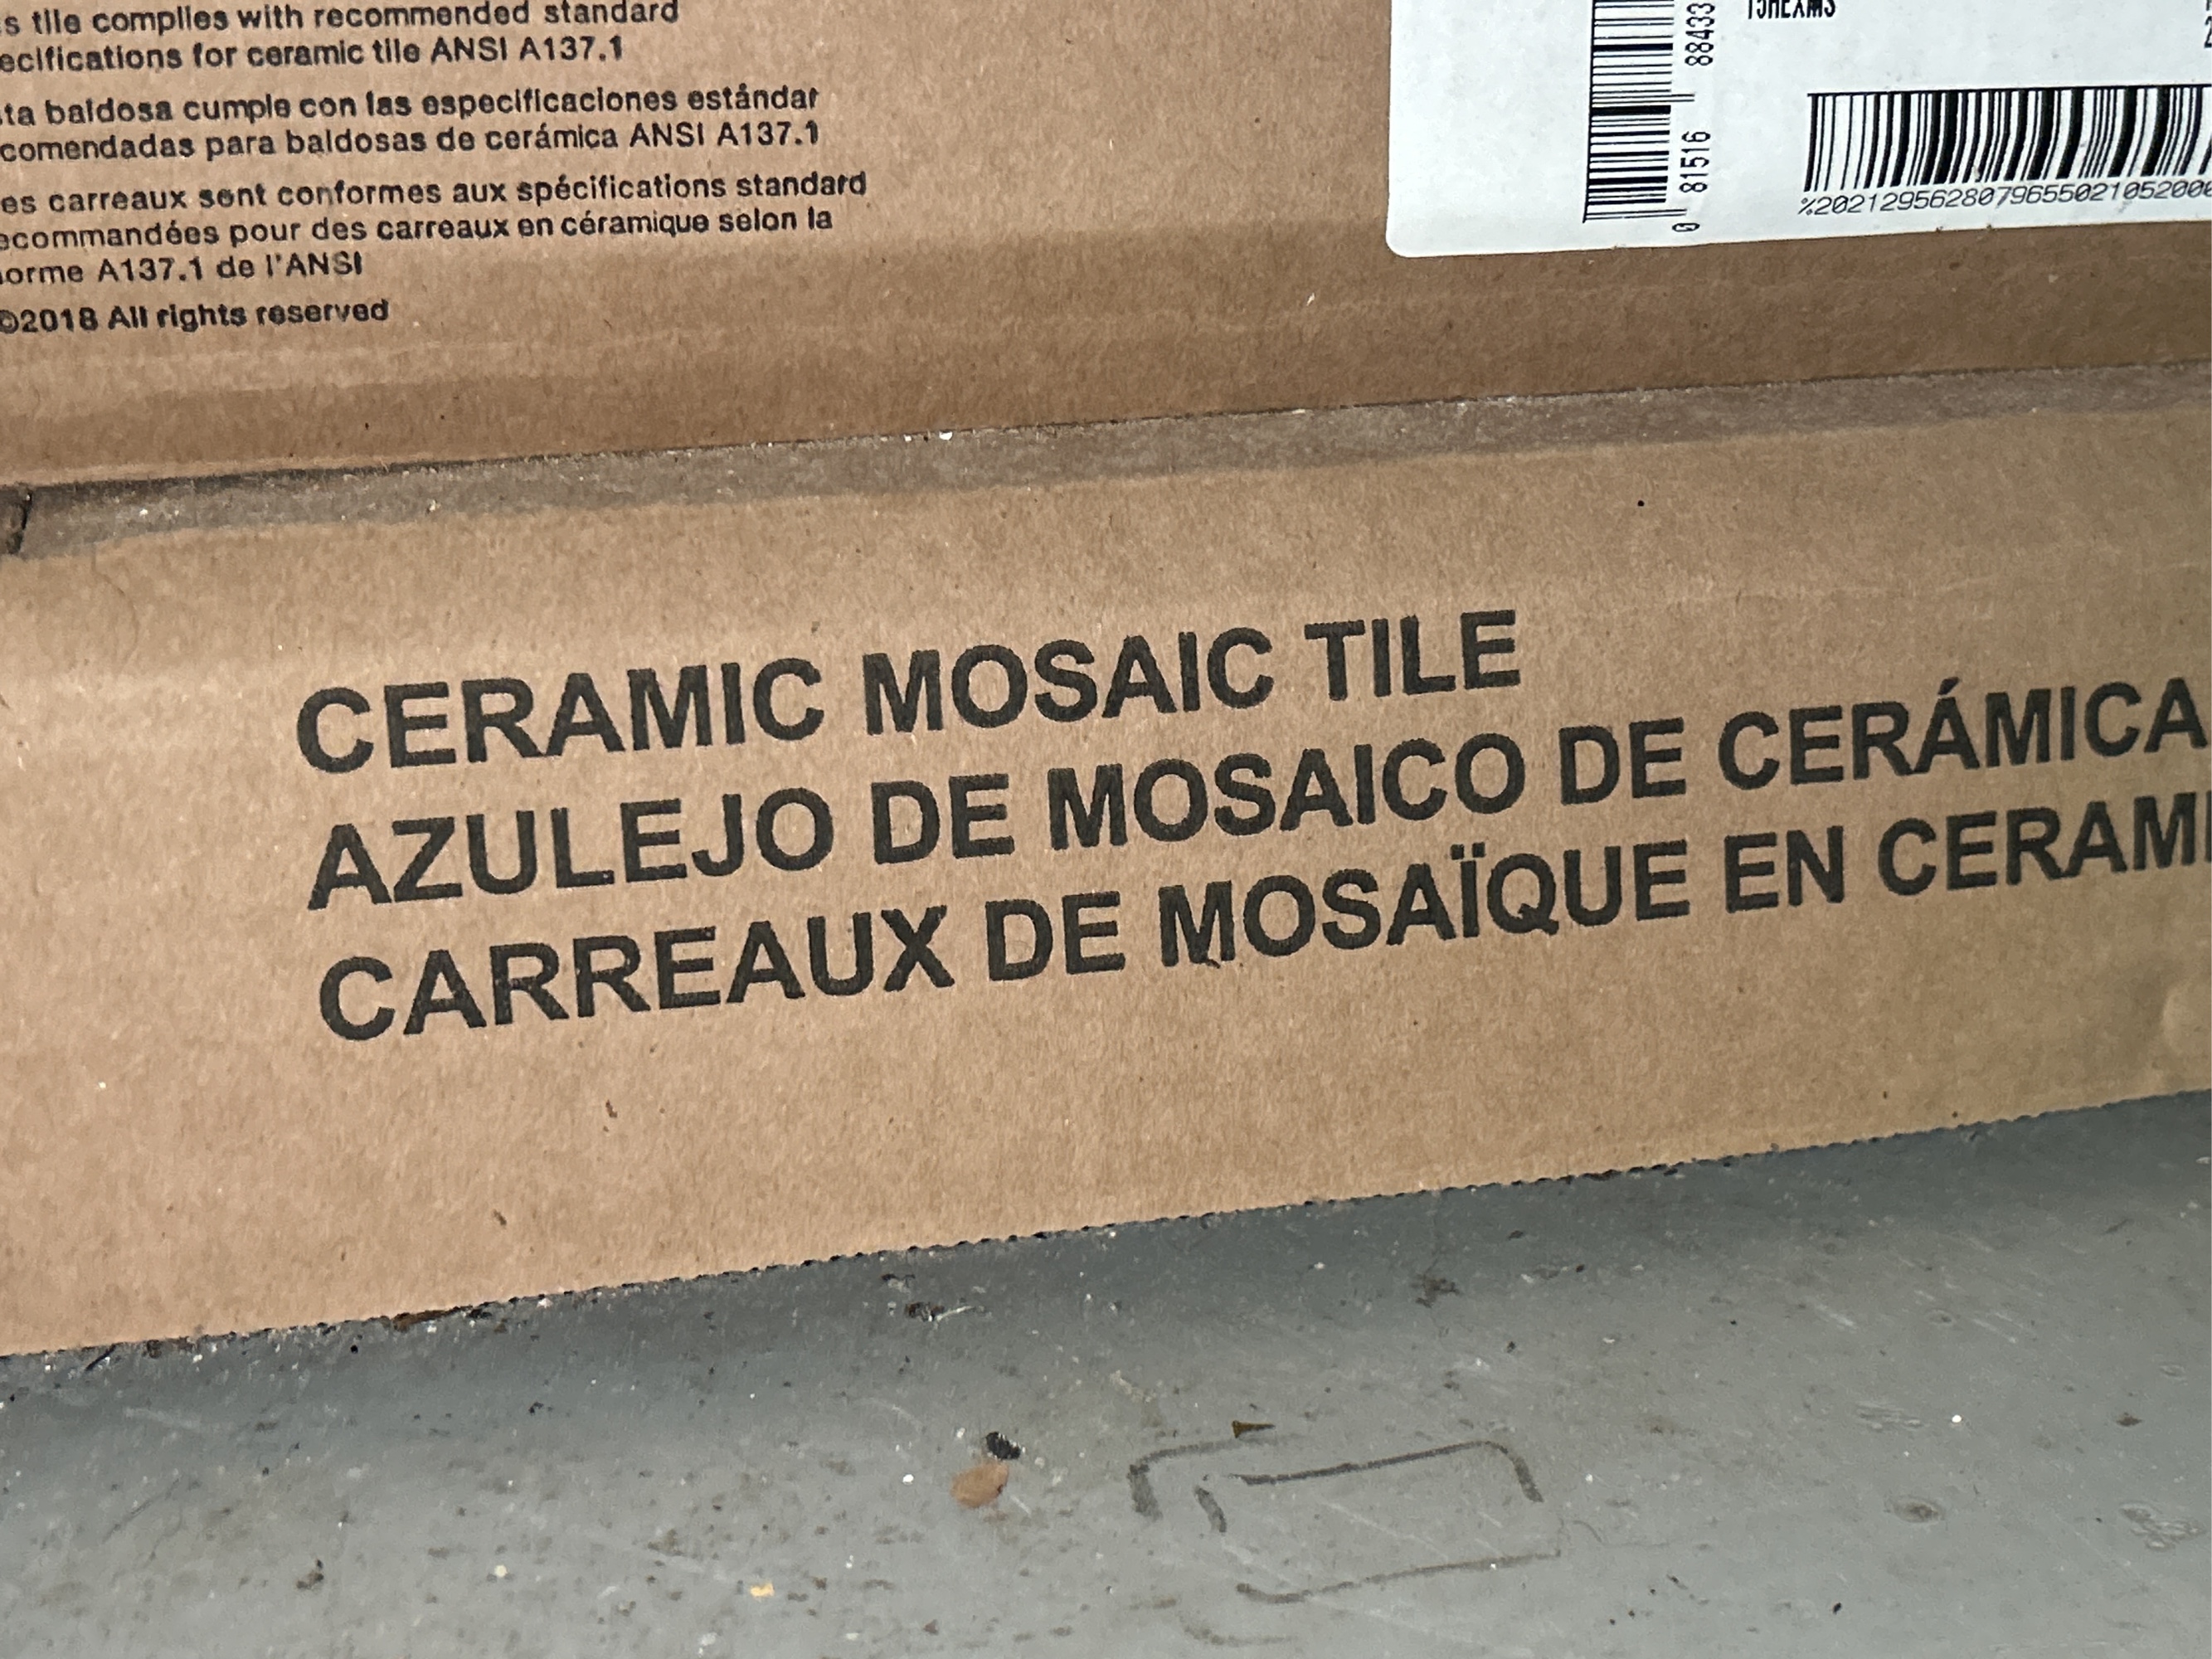 s tile complies with recommended standard
ecifications for ceramic tile ANSI A137.1
ta baldosa cumple con las especificaciones estándar
comendadas para baldosas de cerámica ANSI A137.1
es carreaux sont conformes aux spécifications standard
ecommandées pour des carreaux en céramique selon la
orme A137.1 de l'ANSI
©2018 All rights reserved
0 81516 88433
%2021295628079655021052000
CERAMIC MOSAIC TILE
AZULEJO DE MOSAICO DE CERÁMICA
CARREAUX DE MOSAÏQUE EN CERAMI